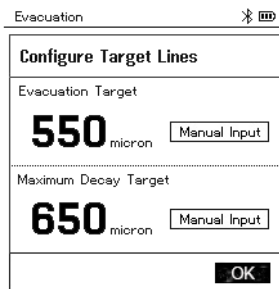 Evacuation
Configure Target Lines
Evacuation Target
550 micron Manual Input
Maximum Decay Target
650 micron Manual Input
OK